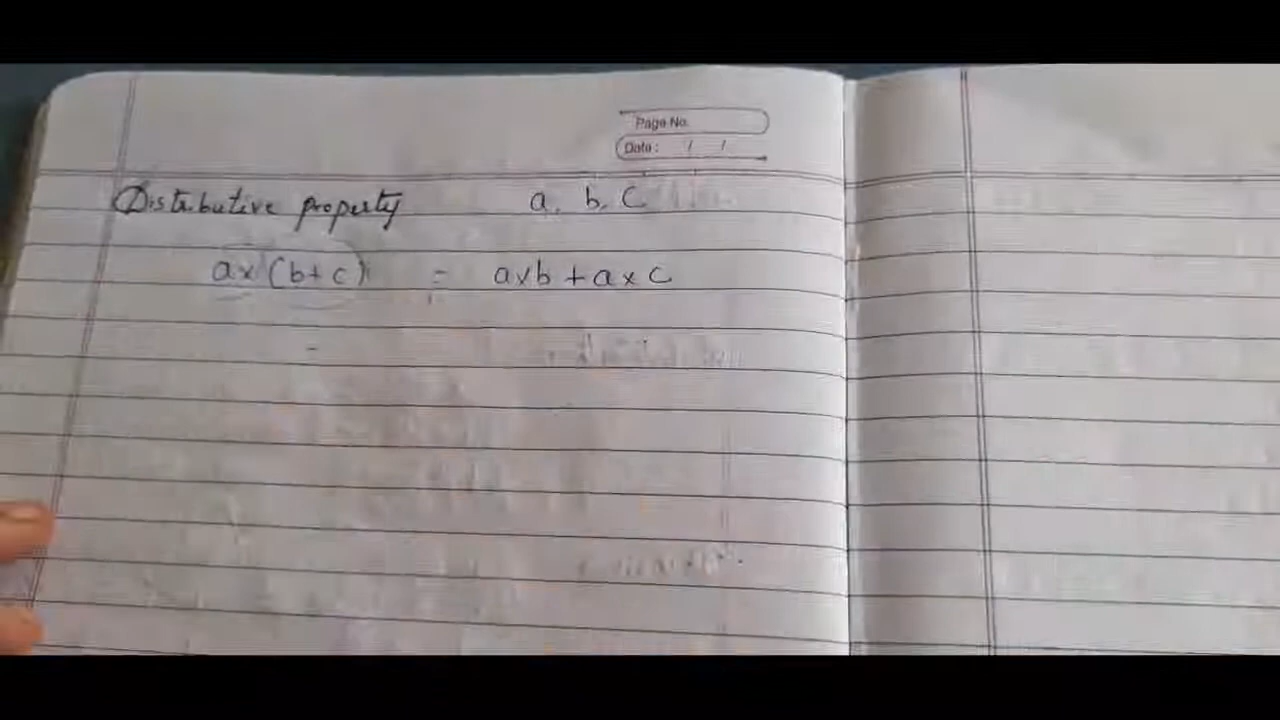 Page No.
Date : / /
Distributive property a, b, c
a×(b+c) = a×b + a×c